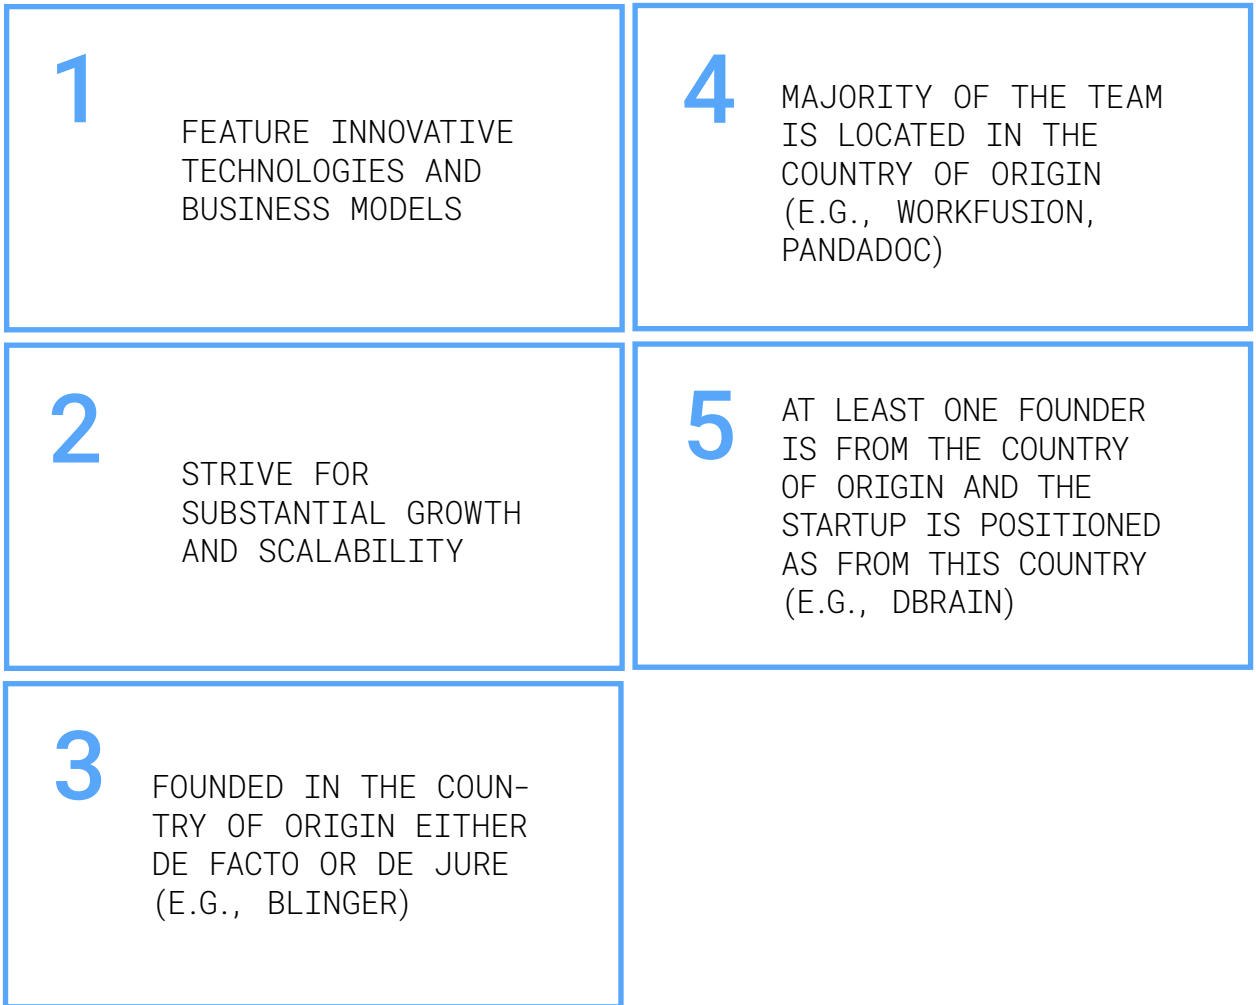 1
FEATURE INNOVATIVE
TECHNOLOGIES AND
BUSINESS MODELS
2
STRIVE FOR
SUBSTANTIAL GROWTH
AND SCALABILITY
3
FOUNDED IN THE COUN-
TRY OF ORIGIN EITHER
DE FACTO OR DE JURE
(E.G., BLINGER)
4
MAJORITY OF THE TEAM
IS LOCATED IN THE
COUNTRY OF ORIGIN
(E.G., WORKFUSION,
PANDADOC)
5
AT LEAST ONE FOUNDER
IS FROM THE COUNTRY
OF ORIGIN AND THE
STARTUP IS POSITIONED
AS FROM THIS COUNTRY
(E.G., DBRAIN)